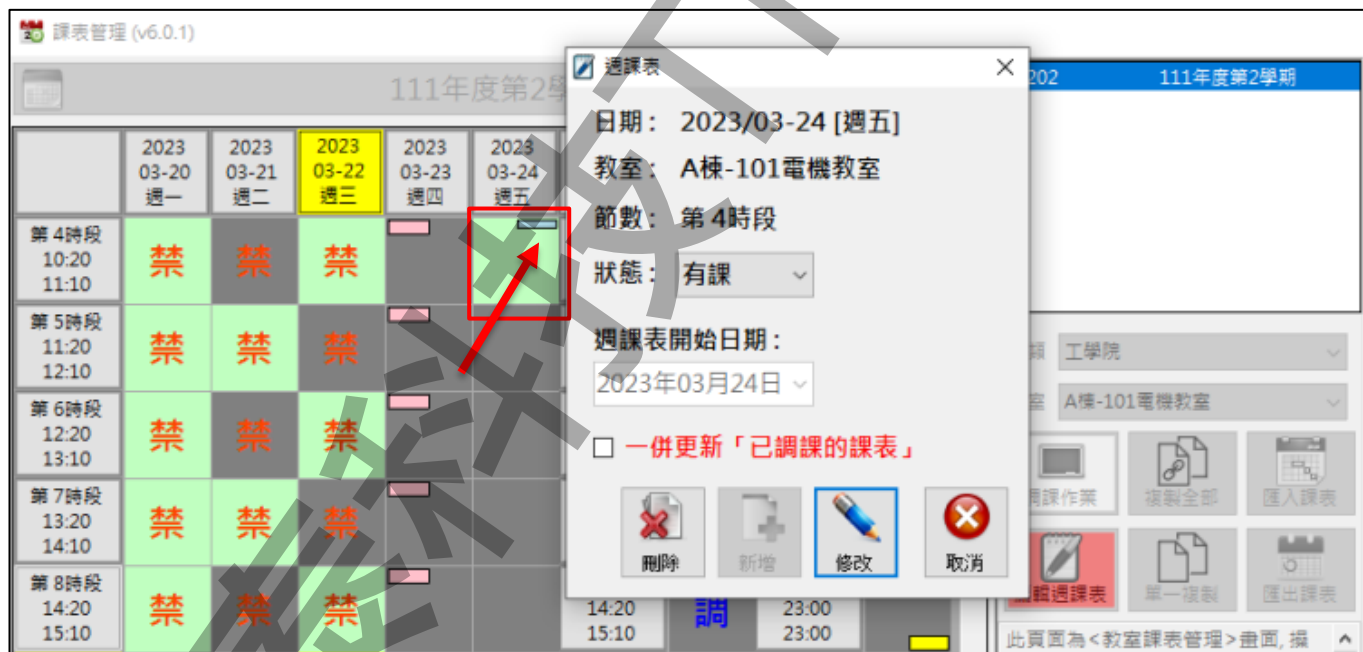 課表管理 (v6.0.1)
111年度第2學
2023
03-20
週一
2023
03-21
週二
2023
03-22
週三
2023
03-23
週四
2023
03-24
週五
第 4時段
10:20
11:10
禁 禁 禁
第 5時段
11:20
12:10
禁 禁 禁
第 6時段
12:20
13:10
禁 禁 禁
第 7時段
13:20
14:10
禁 禁 禁
第 8時段
14:20
15:10
禁 禁 禁
14:20
15:10
調
23:00
23:00
週課表
日期: 2023/03-24 [週五]
教室: A棟-101電機教室
節數: 第 4時段
狀態: 有課
週課表開始日期:
2023年03月24日
一併更新「已調課的課表」
刪除 新增 修改 取消
202 111年度第2學期
類 工學院
室 A棟-101電機教室
調課作業 複製全部 匯入課表
編輯週課表 單一複製 匯出課表
此頁面為<教室課表管理>畫面, 操